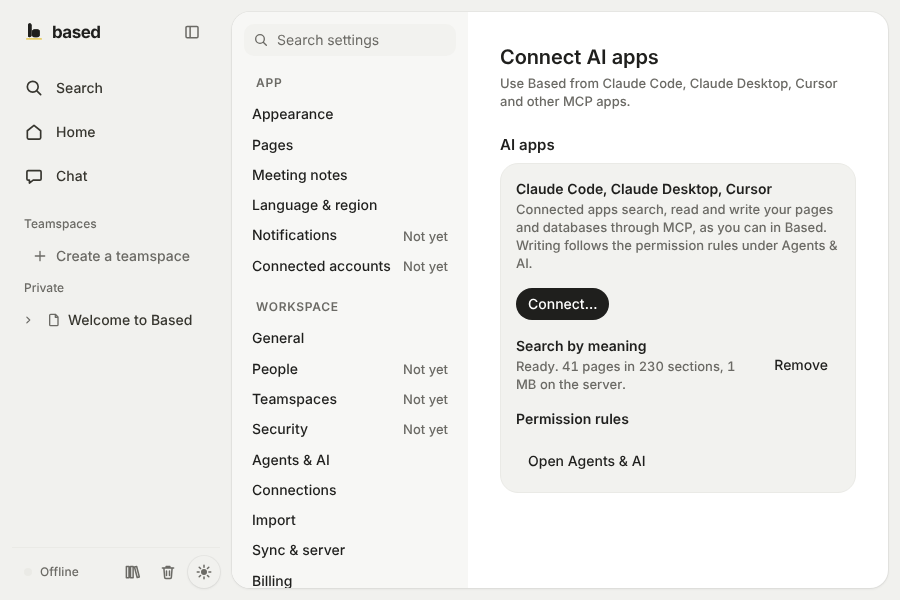 based
Search
Home
Chat
Teamspaces
Create a teamspace
Private
Welcome to Based
Offline
Search settings
APP
Appearance
Pages
Meeting notes
Language & region
Notifications Not yet
Connected accounts Not yet
WORKSPACE
General
People Not yet
Teamspaces Not yet
Security Not yet
Agents & AI
Connections
Import
Sync & server
Billing
Connect AI apps
Use Based from Claude Code, Claude Desktop, Cursor
and other MCP apps.
AI apps
Claude Code, Claude Desktop, Cursor
Connected apps search, read and write your pages
and databases through MCP, as you can in Based.
Writing follows the permission rules under Agents &
AI.
Connect...
Search by meaning
Ready. 41 pages in 230 sections, 1
MB on the server.
Remove
Permission rules
Open Agents & AI